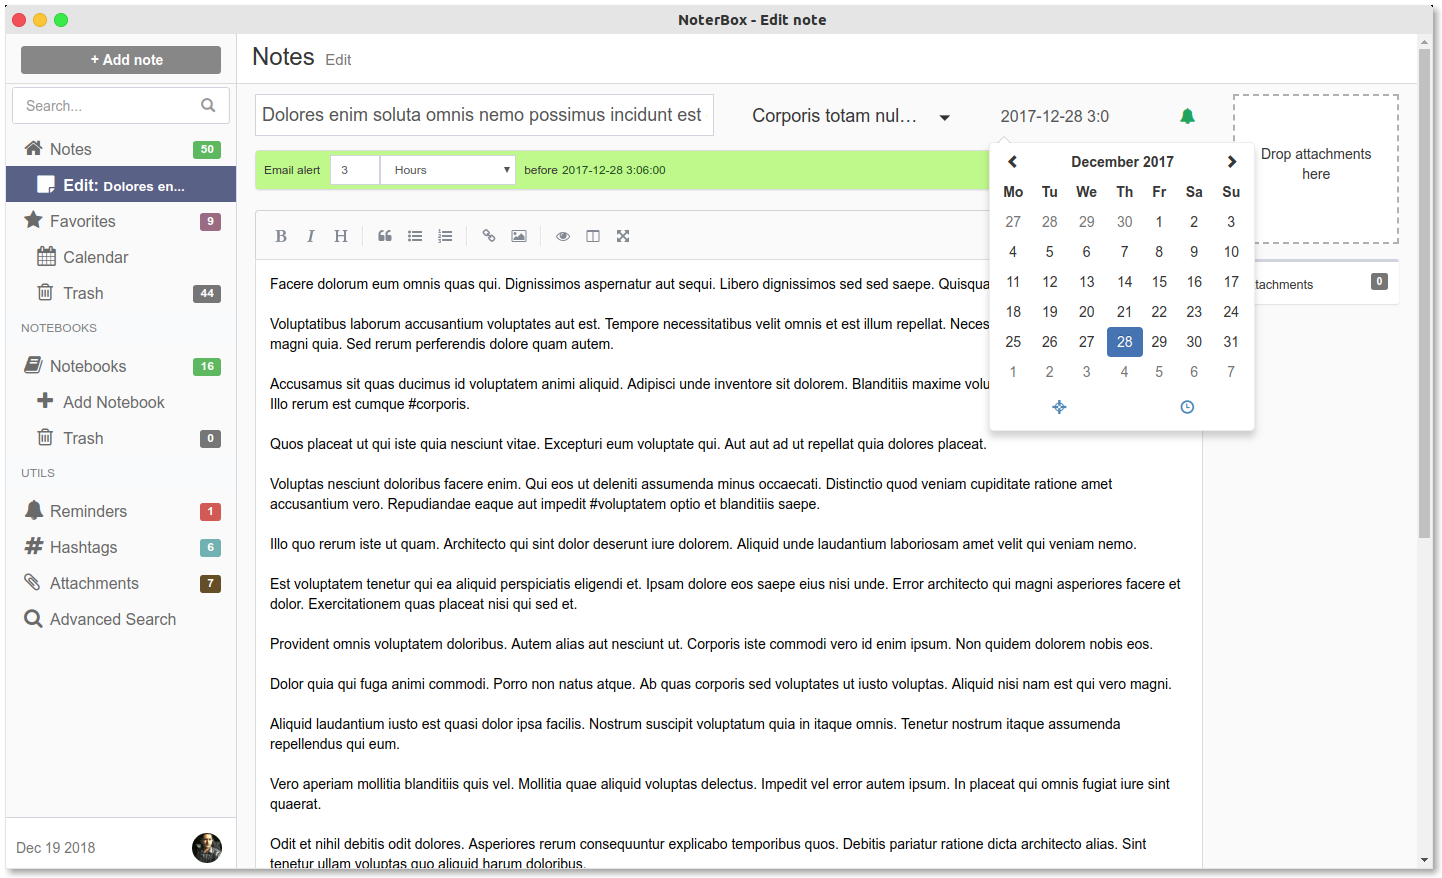 NoterBox - Edit note
+ Add note
Search...
Notes 50
Edit: Dolores en...
Favorites 9
Calendar
Trash 44
NOTEBOOKS
Notebooks 16
Add Notebook
Trash 0
UTILS
Reminders 1
Hashtags 6
Attachments 7
Advanced Search
Dec 19 2018
Notes Edit
Dolores enim soluta omnis nemo possimus incidunt est
Corporis totam nul...
2017-12-28 3:0
Email alert 3 Hours before 2017-12-28 3:06:00
B I H
Facere dolorum eum omnis quas qui. Dignissimos aspernatur aut sequi. Libero dignissimos sed sed saepe. Quisqua
Voluptatibus laborum accusantium voluptates aut est. Tempore necessitatibus velit omnis et est illum repellat. Neces
magni quia. Sed rerum perferendis dolore quam autem.
Accusamus sit quas ducimus id voluptatem animi aliquid. Adipisci unde inventore sit dolorem. Blanditiis maxime volu
Illo rerum est cumque #corporis.
Quos placeat ut qui iste quia nesciunt vitae. Excepturi eum voluptate qui. Aut aut ad ut repellat quia dolores placeat.
Voluptas nesciunt doloribus facere enim. Qui eos ut deleniti assumenda minus occaecati. Distinctio quod veniam cupiditate ratione amet
accusantium vero. Repudiandae eaque aut impedit #voluptatem optio et blanditiis saepe.
Illo quo rerum iste ut quam. Architecto qui sint dolor deserunt iure dolorem. Aliquid unde laudantium laboriosam amet velit qui veniam nemo.
Est voluptatem tenetur qui ea aliquid perspiciatis eligendi et. Ipsam dolore eos saepe eius nisi unde. Error architecto qui magni asperiores facere et
dolor. Exercitationem quas placeat nisi qui sed et.
Provident omnis voluptatem doloribus. Autem alias aut nesciunt ut. Corporis iste commodi vero id enim ipsum. Non quidem dolorem nobis eos.
Dolor quia qui fuga animi commodi. Porro non natus atque. Ab quas corporis sed voluptates ut iusto voluptas. Aliquid nisi nam est qui vero magni.
Aliquid laudantium iusto est quasi dolor ipsa facilis. Nostrum suscipit voluptatum quia in itaque omnis. Tenetur nostrum itaque assumenda
repellendus qui eum.
Vero aperiam mollitia blanditiis quis vel. Mollitia quae aliquid voluptas delectus. Impedit vel error autem ipsum. In placeat qui omnis fugiat iure sint
quaerat.
Odit et nihil debitis odit dolores. Asperiores rerum consequuntur explicabo temporibus quos. Debitis pariatur ratione dicta architecto alias. Sint
tenetur ullam voluptas quo aliquid harum doloribus.
December 2017
Mo Tu We Th Fr Sa Su
27 28 29 30 1 2 3
4 5 6 7 8 9 10
11 12 13 14 15 16 17
18 19 20 21 22 23 24
25 26 27 28 29 30 31
1 2 3 4 5 6 7
Drop attachments
here
tachments 0